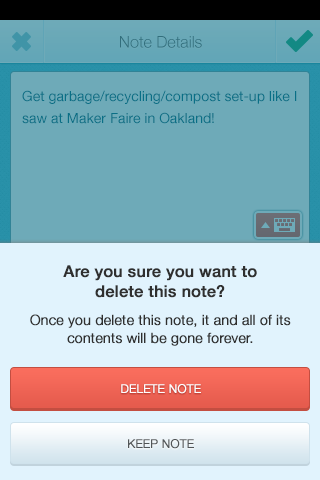 Note Details
Get garbage/recycling/compost set-up like I
saw at Maker Faire in Oakland!
Are you sure you want to
delete this note?
Once you delete this note, it and all of its
contents will be gone forever.
DELETE NOTE
KEEP NOTE